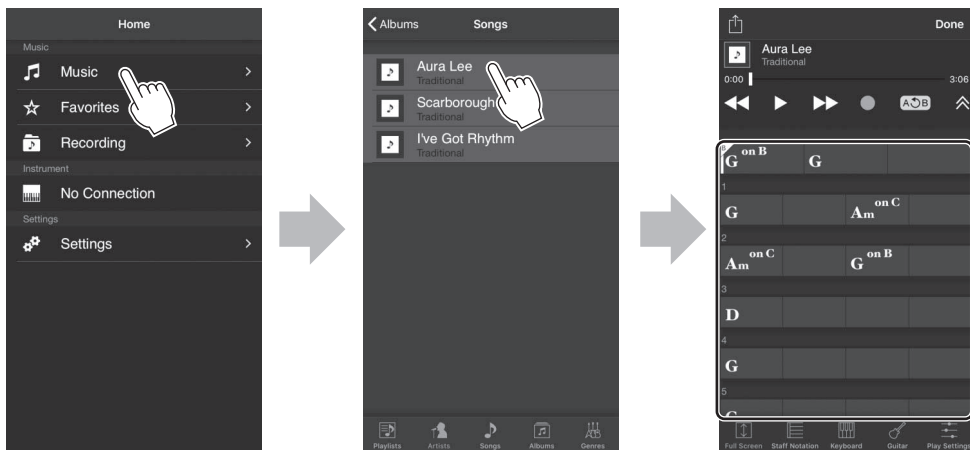 Home
Music
Music
Favorites
Recording
Instrument
No Connection
Settings
Settings
Albums Songs
Aura Lee
Traditional
Scarborough
Traditional
I've Got Rhythm
Traditional
Playlists Artists Songs Albums Genres
Done
Aura Lee
Traditional
0:00 3:06
A B
G on B G
1
G Am on C
2
Am on C G on B
3
D
4
G
5
Full Screen Staff Notation Keyboard Guitar Play Settings